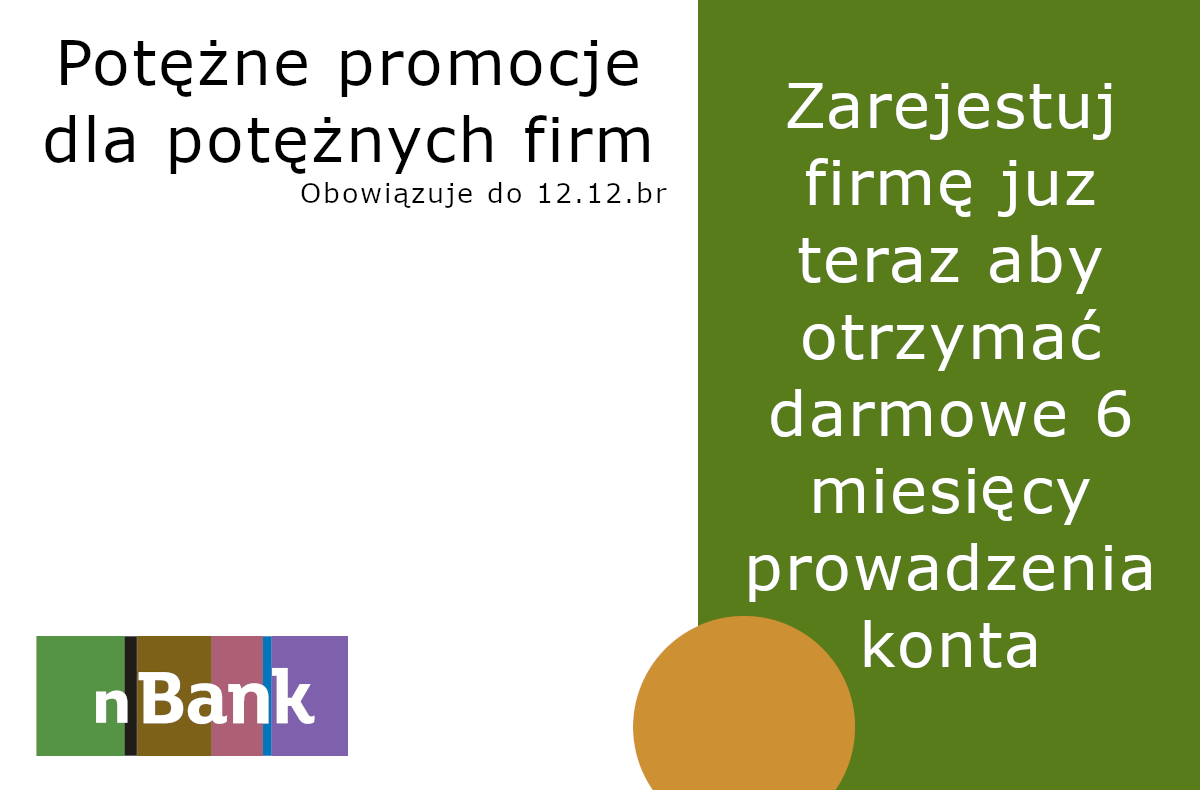 Potężne promocje
dla potężnych firm
Obowiązuje do 12.12.br
Zarejestuj
firmę juz
teraz aby
otrzymać
darmowe 6
miesięcy
prowadzenia
konta
nBank